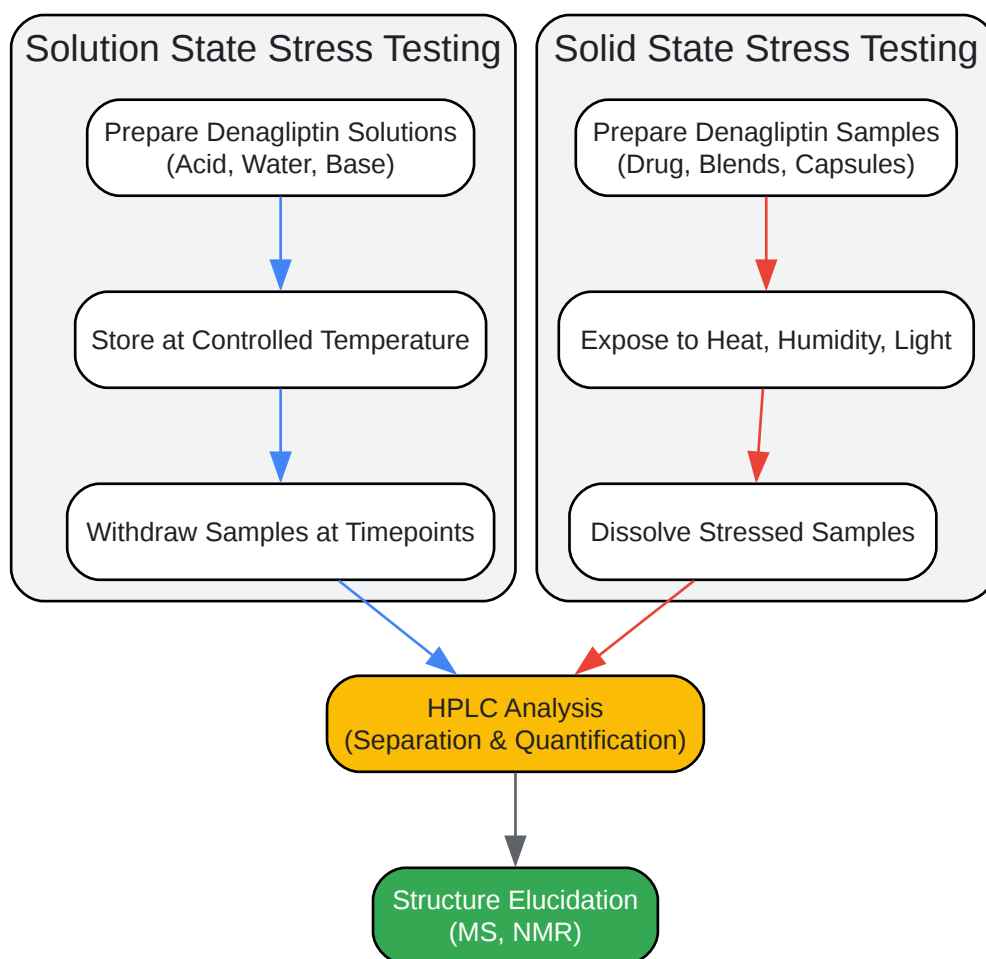 Solution State Stress Testing
Prepare Denagliptin Solutions
(Acid, Water, Base)
Store at Controlled Temperature
Withdraw Samples at Timepoints
Solid State Stress Testing
Prepare Denagliptin Samples
(Drug, Blends, Capsules)
Expose to Heat, Humidity, Light
Dissolve Stressed Samples
HPLC Analysis
(Separation & Quantification)
Structure Elucidation
(MS, NMR)